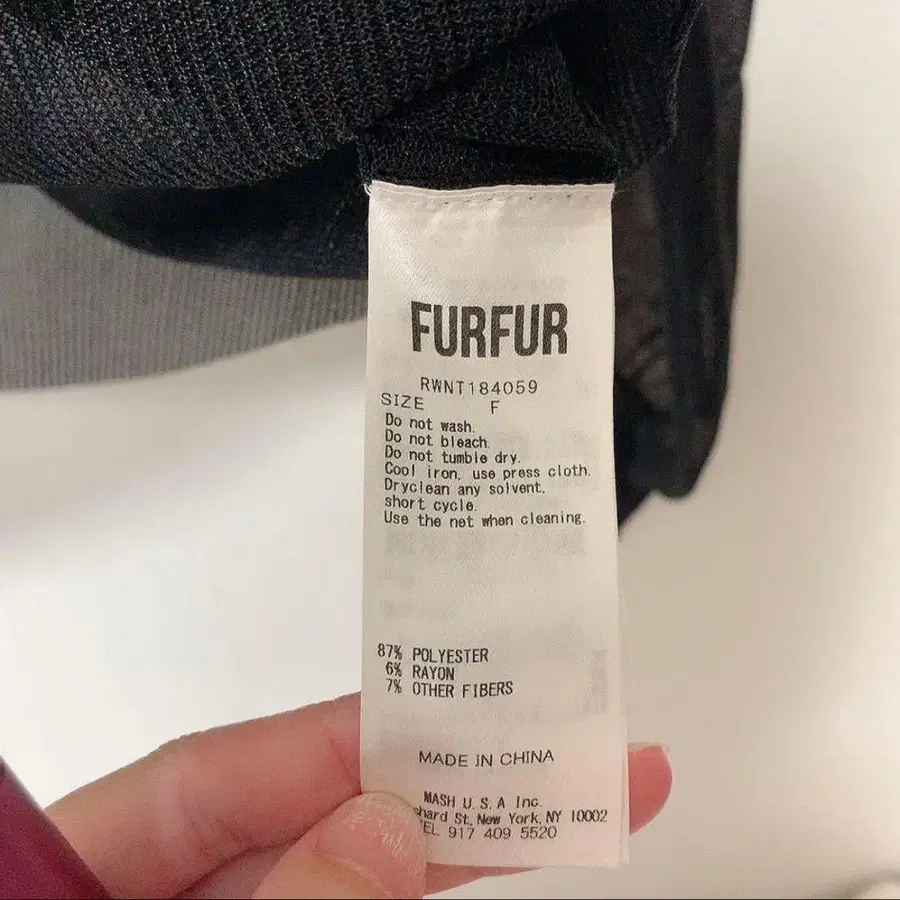 FURFUR
RWNT184059
SIZE F
Do not wash.
Do not bleach.
Do not tumble dry.
Cool iron, use press cloth.
Dryclean any solvent.
short cycle.
Use the net when cleaning.
87% POLYESTER
6% RAYON
7% OTHER FIBERS
MADE IN CHINA
MASH U.S.A Inc.
St, New York, NY 10002
917 409 5520